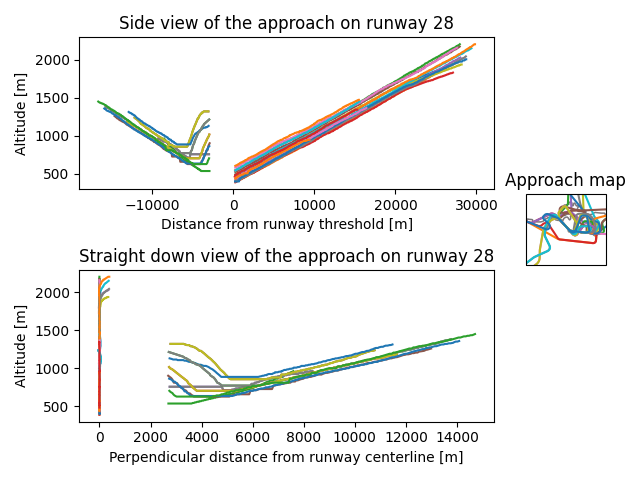 Side view of the approach on runway 28
2000
1500
1000
500
Altitude [m]
−10000 0 10000 20000 30000
Distance from runway threshold [m]
Approach map
Straight down view of the approach on runway 28
2000
1500
1000
500
Altitude [m]
0 2000 4000 6000 8000 10000 12000 14000
Perpendicular distance from runway centerline [m]